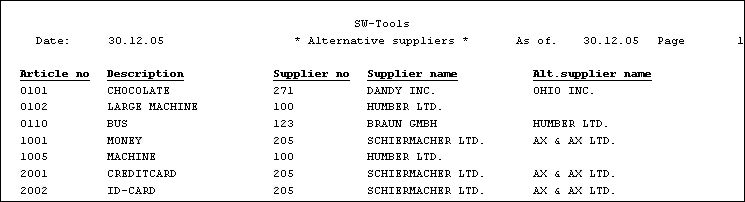 SW-Tools
Date: 30.12.05 * Alternative suppliers * As of. 30.12.05 Page 1
Article no Description Supplier no Supplier name Alt.supplier name
0101 CHOCOLATE 271 DANDY INC. OHIO INC.
0102 LARGE MACHINE 100 HUMBER LTD.
0110 BUS 123 BRAUN GMBH HUMBER LTD.
1001 MONEY 205 SCHIERMACHER LTD. AX & AX LTD.
1005 MACHINE 100 HUMBER LTD.
2001 CREDITCARD 205 SCHIERMACHER LTD. AX & AX LTD.
2002 ID-CARD 205 SCHIERMACHER LTD. AX & AX LTD.